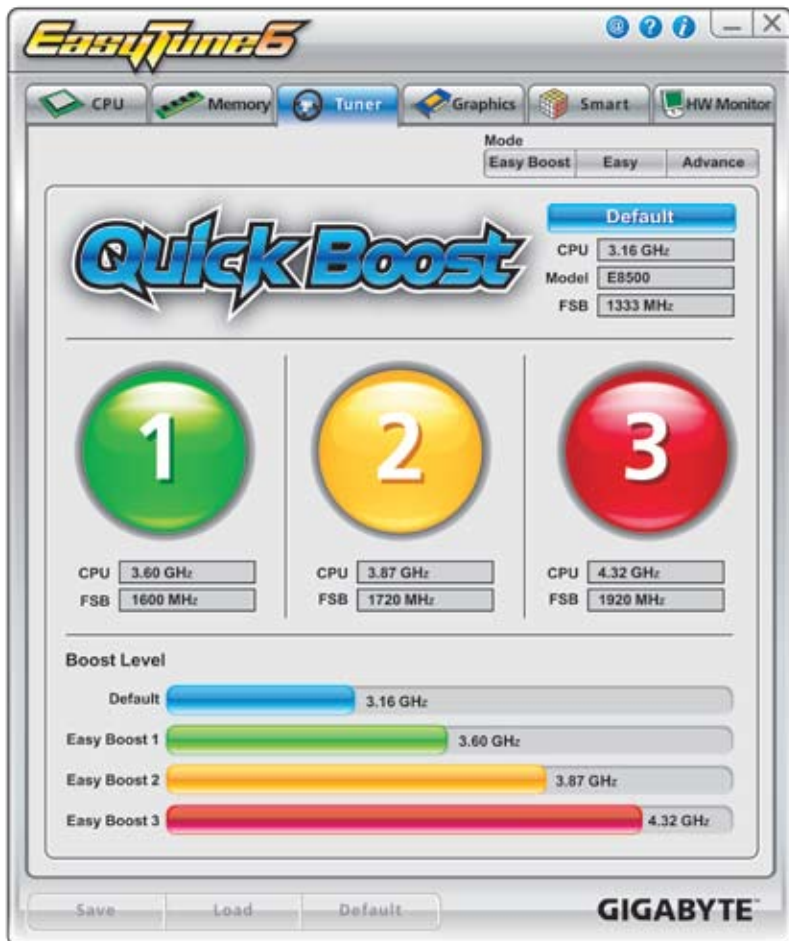 EasyTune6
@ ? i
CPU Memory Tuner Graphics Smart HW Monitor
Mode
Easy Boost Easy Advance
Quick Boost
Default
CPU 3.16 GHz
Model E8500
FSB 1333 MHz
1 2 3
CPU 3.60 GHz
FSB 1600 MHz
CPU 3.87 GHz
FSB 1720 MHz
CPU 4.32 GHz
FSB 1920 MHz
Boost Level
Default 3.16 GHz
Easy Boost 1 3.60 GHz
Easy Boost 2 3.87 GHz
Easy Boost 3 4.32 GHz
Save Load Default
GIGABYTE™